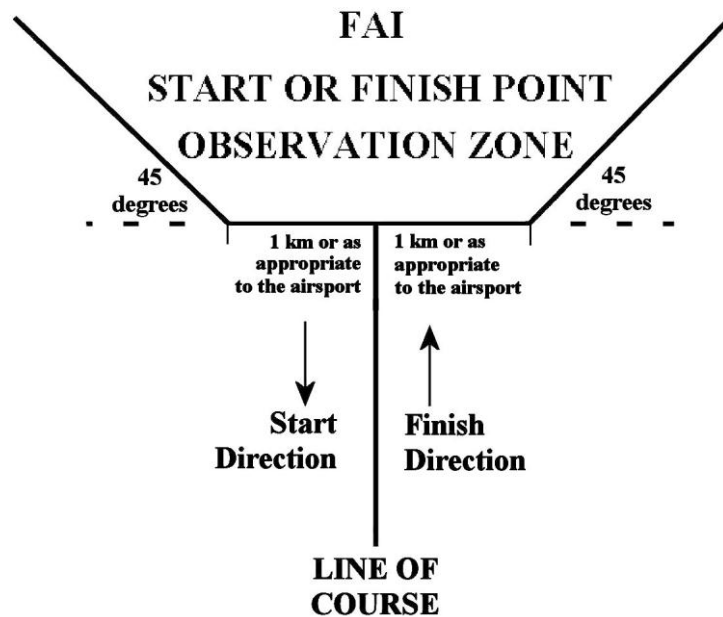 FAI
START OR FINISH POINT
OBSERVATION ZONE
45
degrees
45
degrees
1 km or as
appropriate
to the airsport
1 km or as
appropriate
to the airsport
Start
Direction
Finish
Direction
LINE OF
COURSE